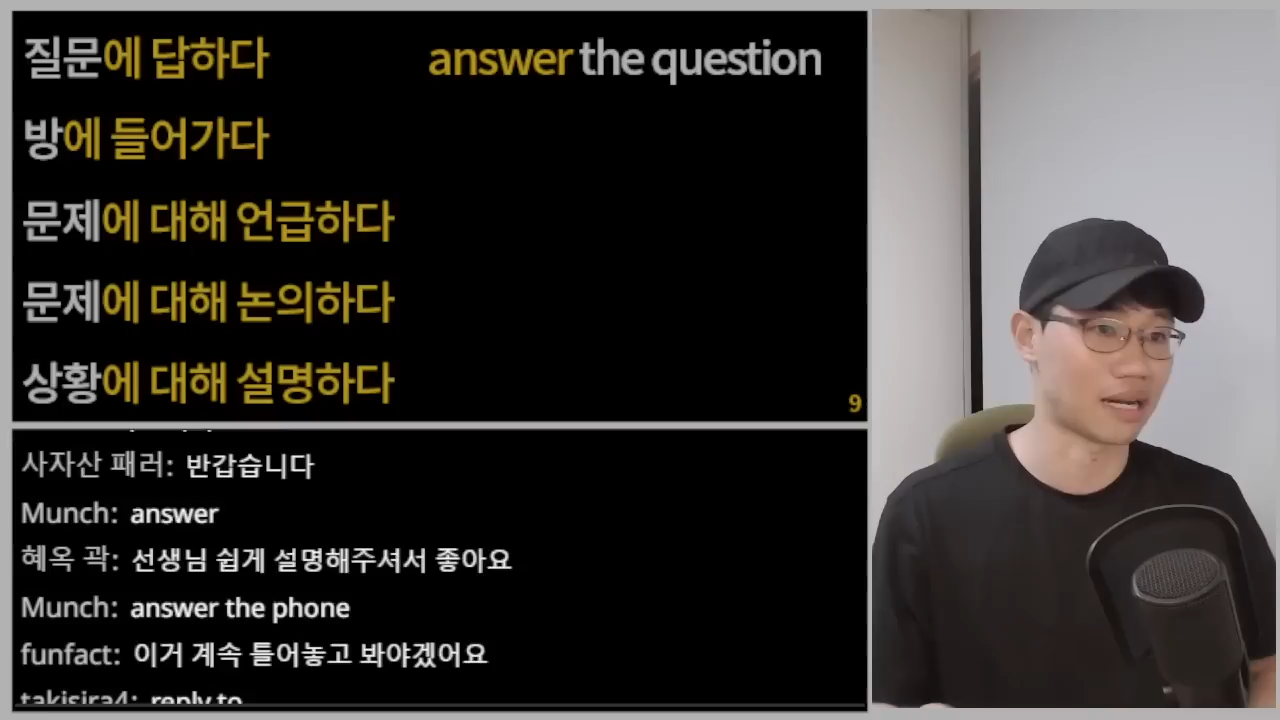 질문에 답하다 answer the question
방에 들어가다
문제에 대해 언급하다
문제에 대해 논의하다
상황에 대해 설명하다
9
사자산 패러: 반갑습니다
Munch: answer
혜옥 곽: 선생님 쉽게 설명해주셔서 좋아요
Munch: answer the phone
funfact: 이거 계속 틀어놓고 봐야겠어요
takisira4: reply to